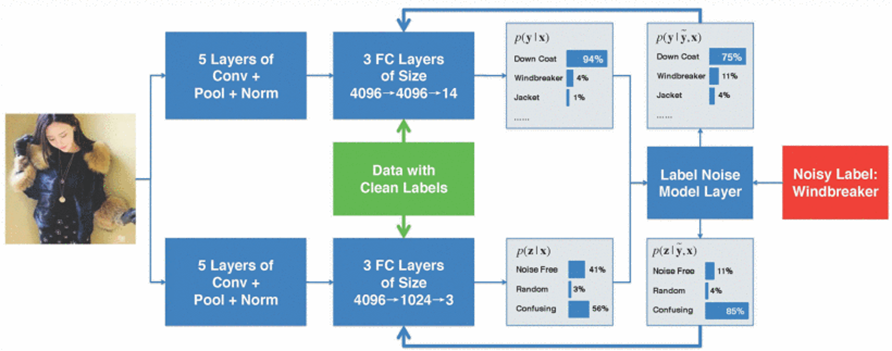 5 Layers of
Conv +
Pool + Norm
3 FC Layers
of Size
4096→4096→14
p(y | x)
Down Coat 94%
Windbreaker 4%
Jacket 1%
......
p(y | ỹ, x)
Down Coat 75%
Windbreaker 11%
Jacket 4%
......
Data with
Clean Labels
Label Noise
Model Layer
Noisy Label:
Windbreaker
5 Layers of
Conv +
Pool + Norm
3 FC Layers
of Size
4096→1024→3
p(z | x)
Noise Free 41%
Random 3%
Confusing 56%
p(z | ỹ, x)
Noise Free 11%
Random 4%
Confusing 85%